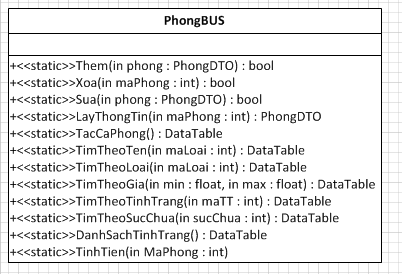 PhongBUS
+<<static>>Them(in phong : PhongDTO) : bool
+<<static>>Xoa(in maPhong : int) : bool
+<<static>>Sua(in phong : PhongDTO) : bool
+<<static>>LayThongTin(in maPhong : int) : PhongDTO
+<<static>>TacCaPhong() : DataTable
+<<static>>TimTheoTen(in maLoai : int) : DataTable
+<<static>>TimTheoLoai(in maLoai : int) : DataTable
+<<static>>TimTheoGia(in min : float, in max : float) : DataTable
+<<static>>TimTheoTinhTrang(in maTT : int) : DataTable
+<<static>>TimTheoSucChua(in sucChua : int) : DataTable
+<<static>>DanhSachTinhTrang() : DataTable
+<<static>>TinhTien(in MaPhong : int)